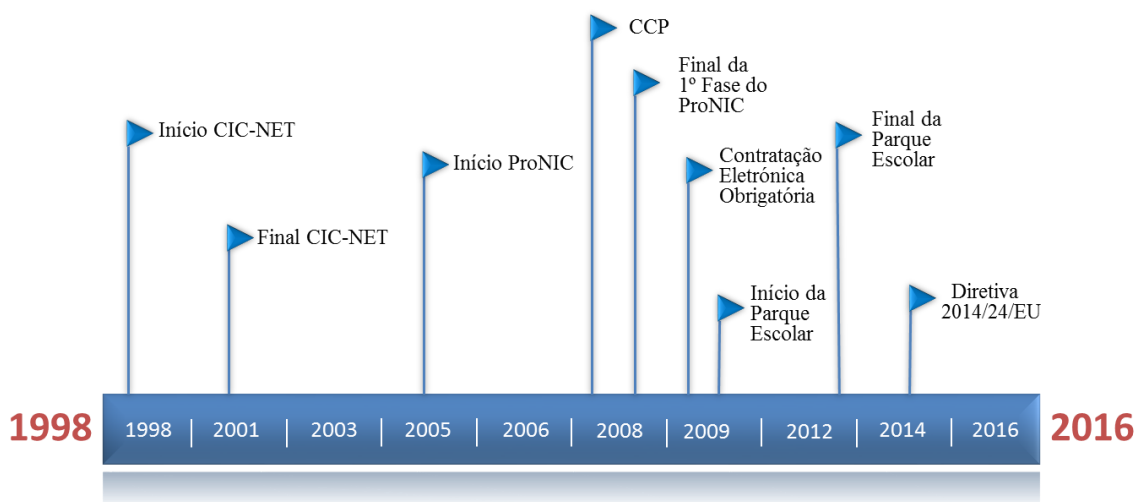 CCP
Final da
1º Fase do
ProNIC
Início CIC-NET
Final da
Parque
Escolar
Início ProNIC
Contratação
Eletrónica
Obrigatória
Final CIC-NET
Início da
Parque
Escolar
Diretiva
2014/24/EU
1998
1998 2001 2003 2005 2006 2008 2009 2012 2014 2016
2016